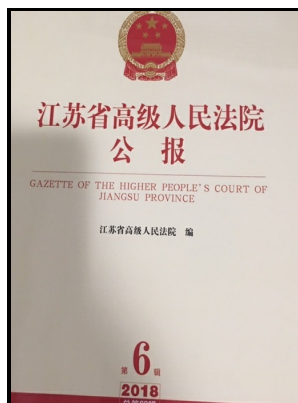 江苏省高级人民法院
公 报
GAZETTE OF THE HIGHER PEOPLE'S COURT OF
JIANGSU PROVINCE
江苏省高级人民法院 编
第 6 辑
2018